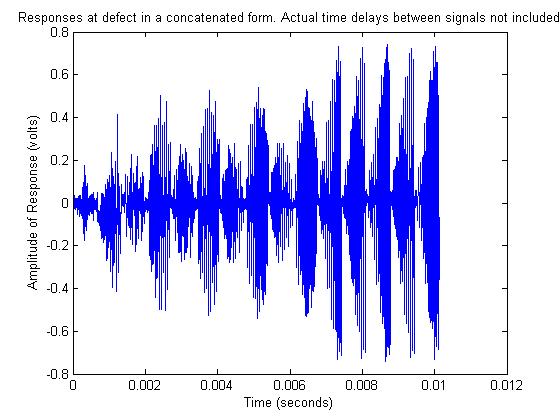 Responses at defect in a concatenated form. Actual time delays between signals not included
0.8
0.6
0.4
0.2
0
-0.2
-0.4
-0.6
-0.8
Amplitude of Response (volts)
0 0.002 0.004 0.006 0.008 0.01 0.012
Time (seconds)